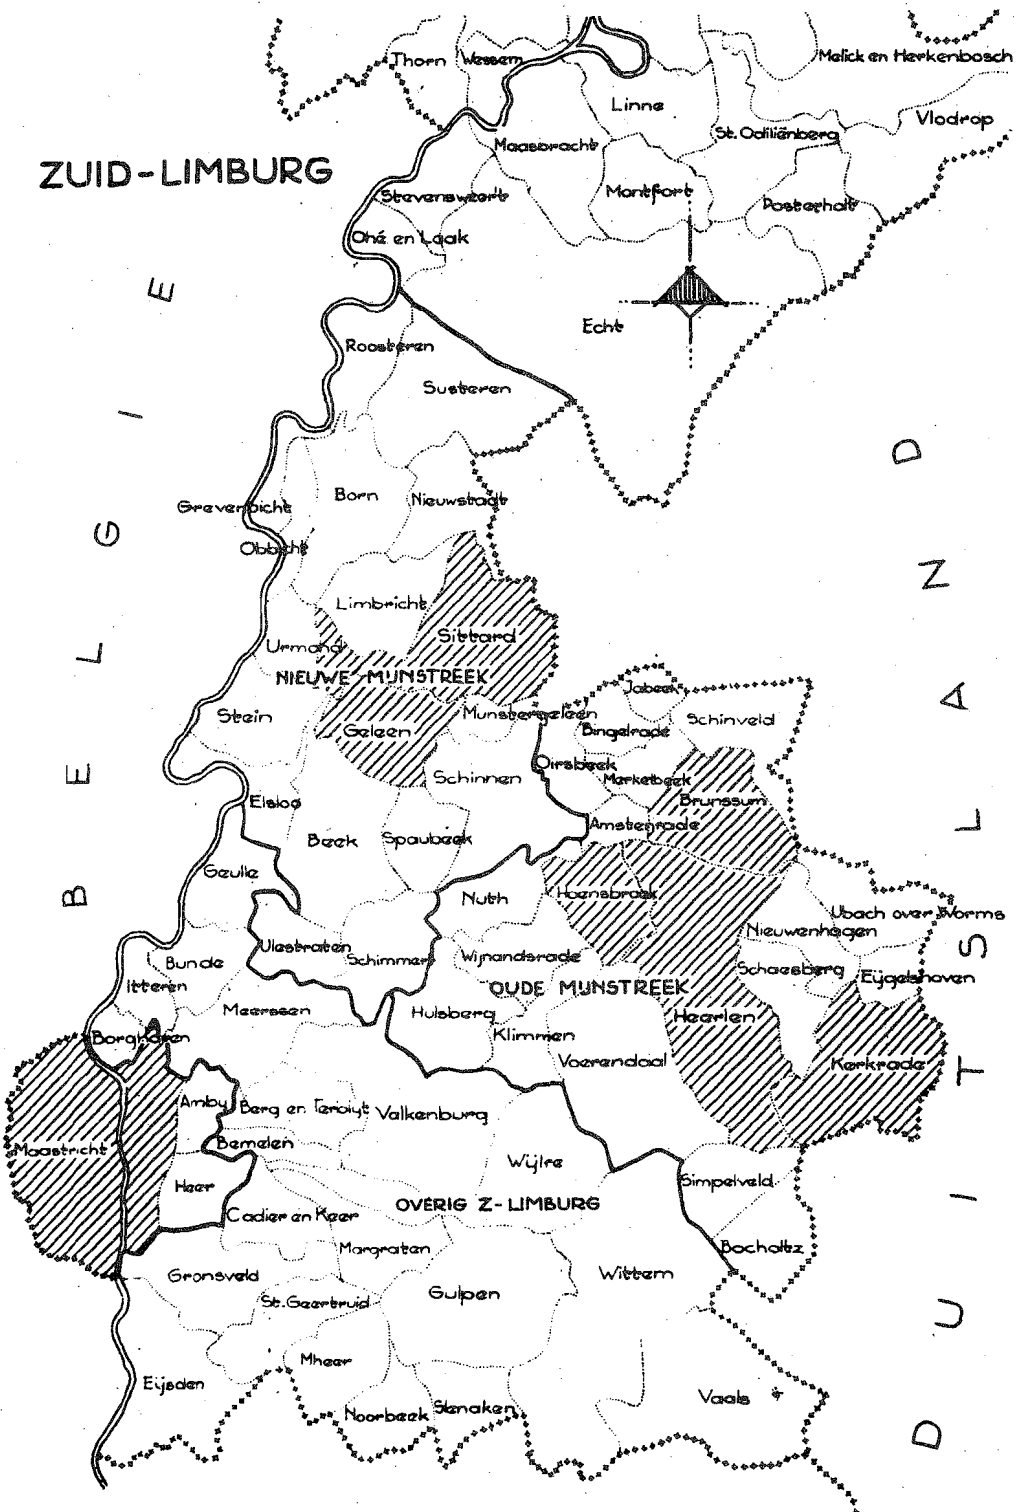 Thorn
Wessem
Melick en Herkenbosch
Linne
Vlodrop
St. Odiliënberg
Maasbracht
ZUID-LIMBURG
Stevensweert
Montfort
Posterholt
Ohé en Laak
Echt
Roosteren
Susteren
Born
Nieuwstadt
Grevenbicht
Obbicht
Limbricht
Sittard
Urmond
NIEUWE MIJNSTREEK
Jabeek
Stein
Munstergeleen
Schinveld
Geleen
Bingelrade
Oirsbeek
Schinnen
Merkelbeek
Elsloo
Brunssum
Amstenrade
Beek
Spaubeek
Geulle
Hoensbroek
Nuth
Ubach over Worms
Nieuwenhagen
Ulestraten
Schimmert
Wijnandsrade
Bunde
Schaesberg
Eijgelshoven
Itteren
OUDE MIJNSTREEK
Meerssen
Hulsberg
Heerlen
Klimmen
Borgharen
Voerendaal
Kerkrade
Amby
Berg en Terblijt
Valkenburg
Maastricht
Bemelen
Wijlre
Heer
Simpelveld
OVERIG Z-LIMBURG
Cadier en Keer
Margraten
Bocholtz
Gronsveld
Wittem
St. Geertruid
Gulpen
Mheer
Eijsden
Vaals
Noorbeek
Slenaken
BELGIE
DUITSLAND